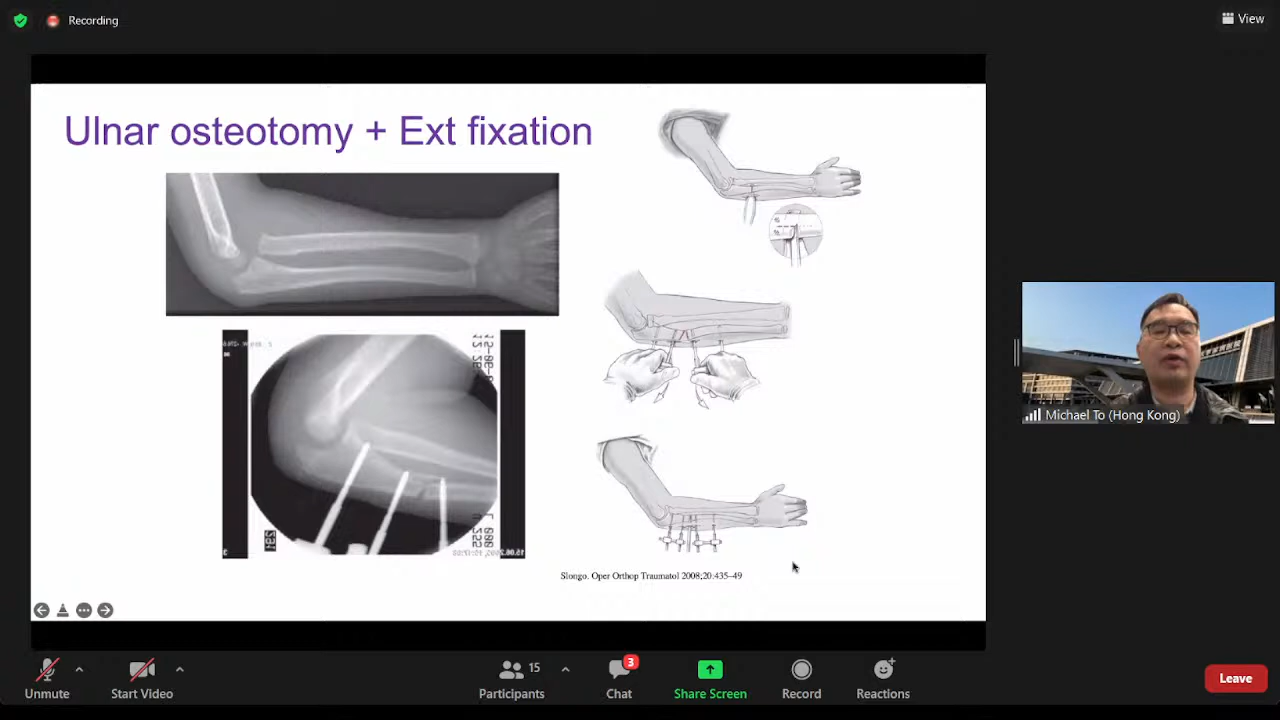 Recording
View
Ulnar osteotomy + Ext fixation
Slongo. Oper Orthop Traumatol 2008;20:435–49
Michael To (Hong Kong)
Unmute
Start Video
15
Participants
3
Chat
Share Screen
Record
Reactions
Leave